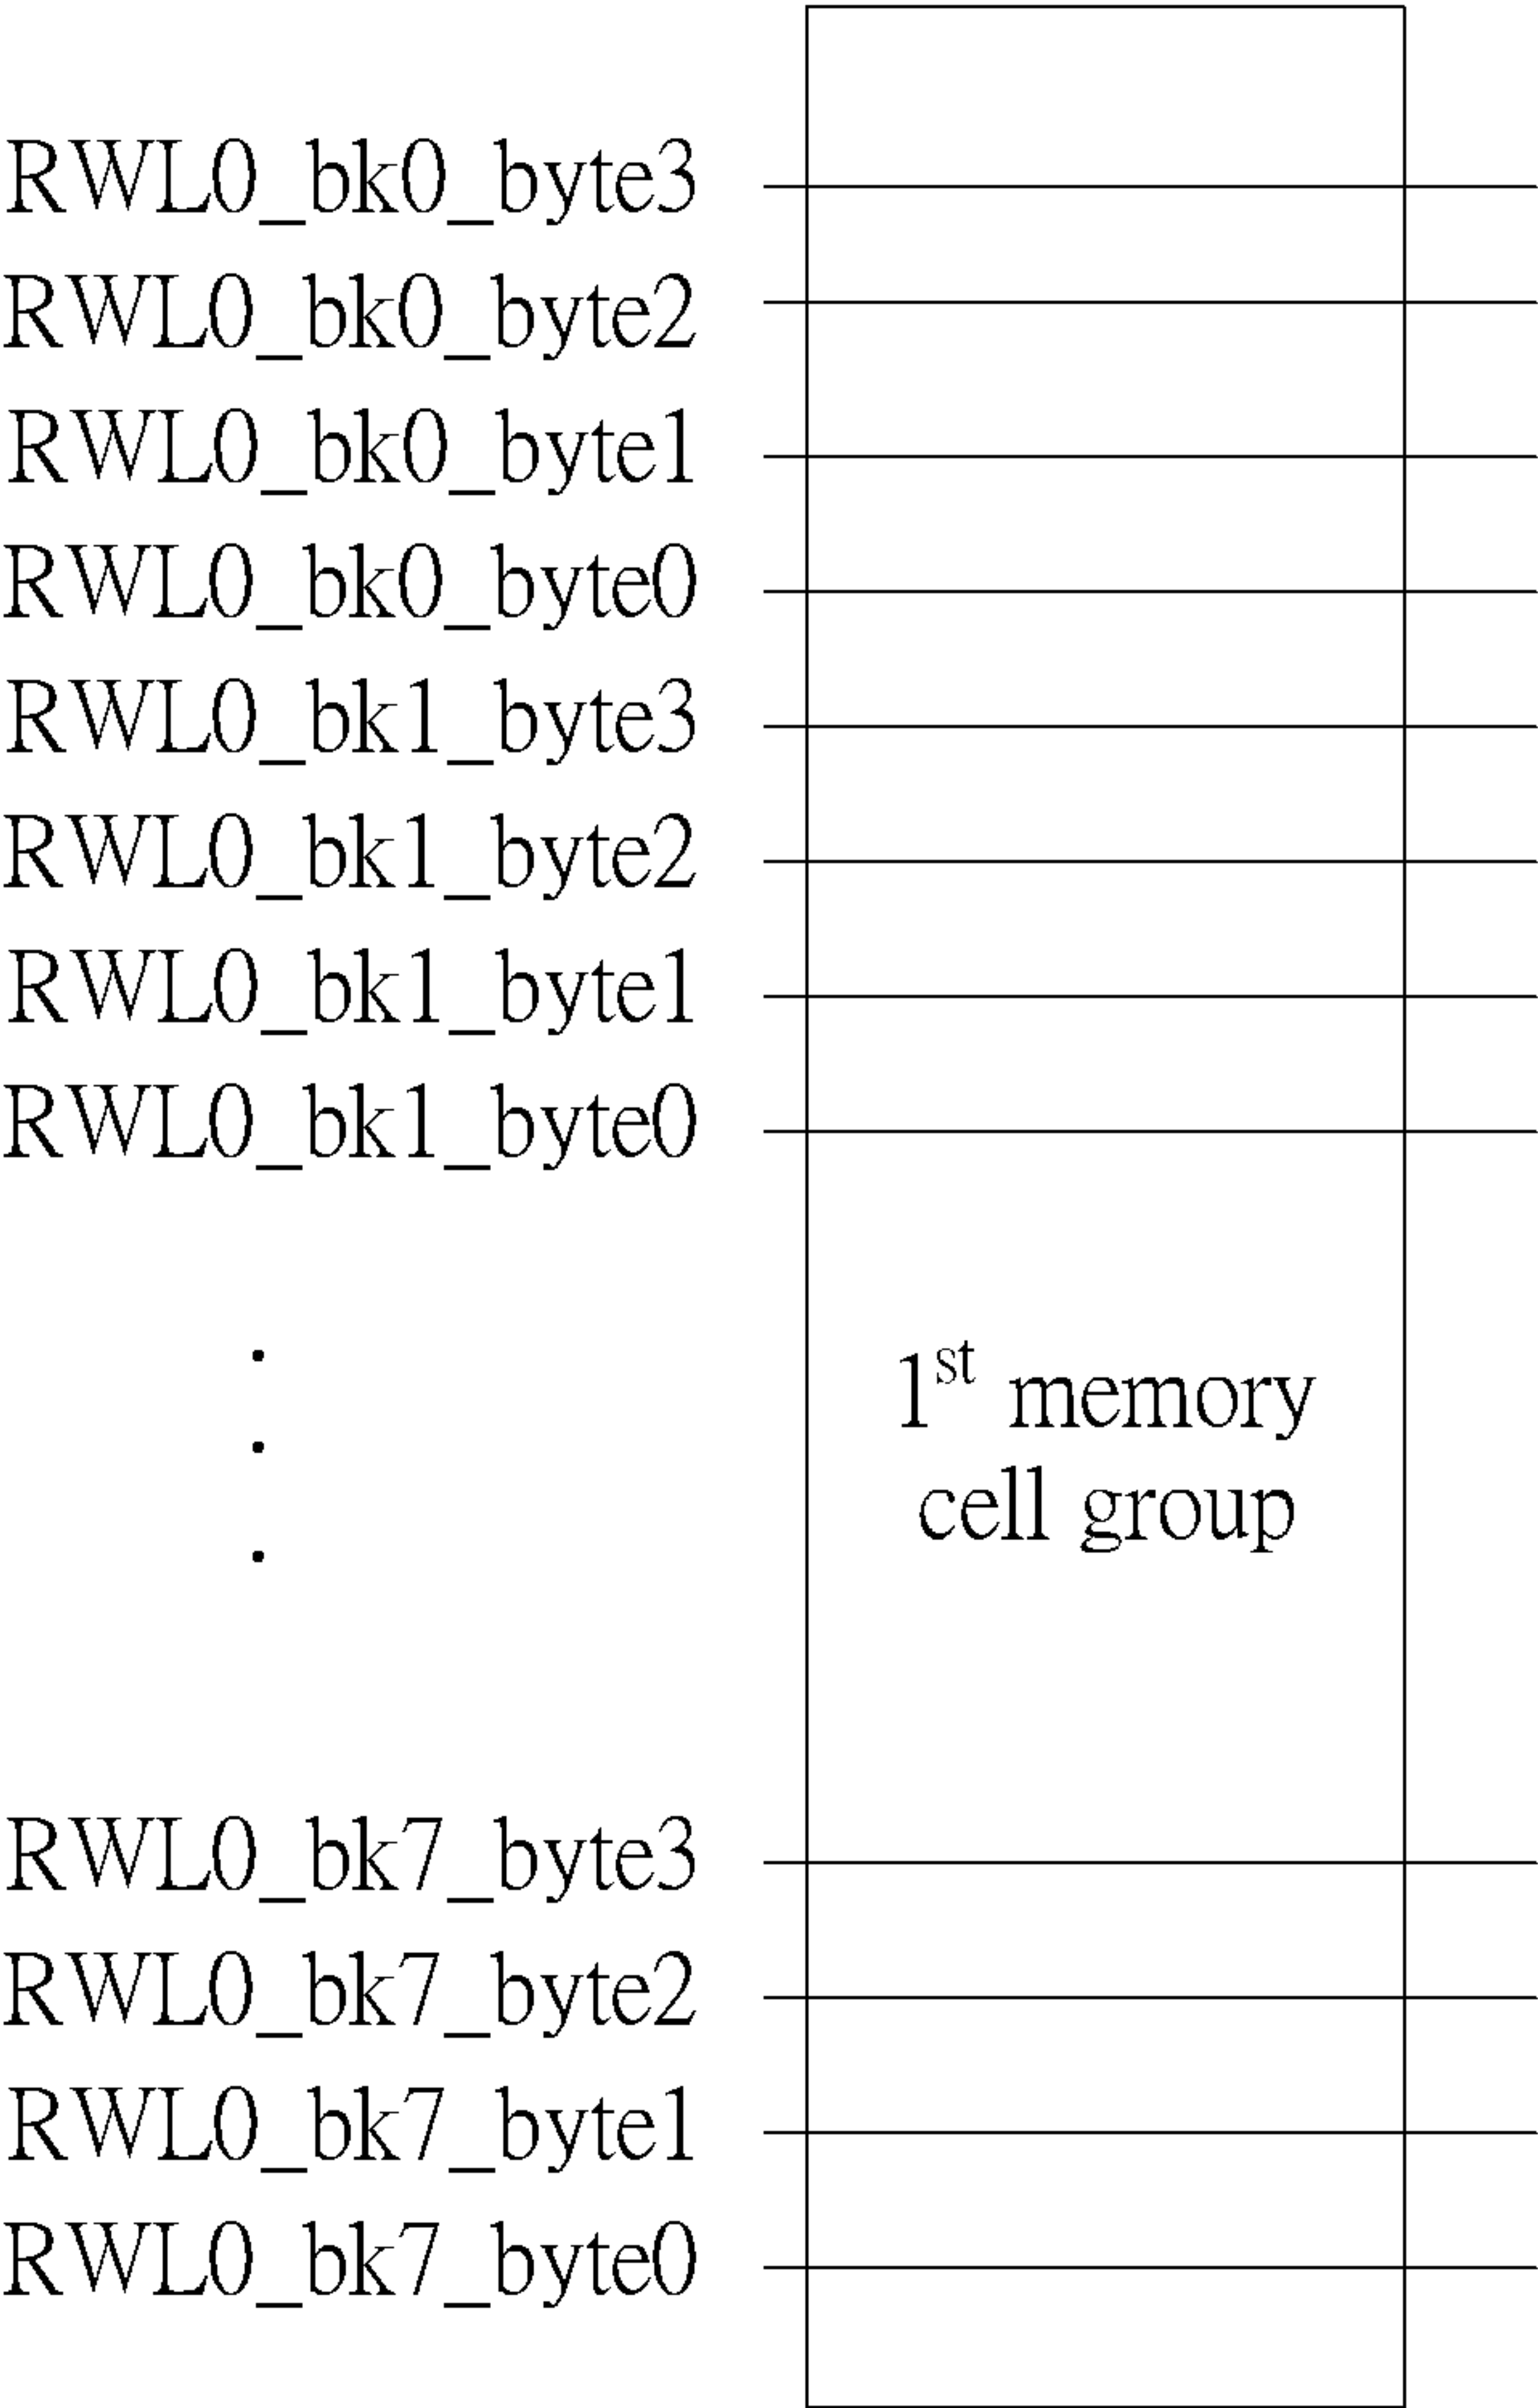 RWL0_bk0_byte3
RWL0_bk0_byte2
RWL0_bk0_byte1
RWL0_bk0_byte0
RWL0_bk1_byte3
RWL0_bk1_byte2
RWL0_bk1_byte1
RWL0_bk1_byte0
1st memory
cell group
RWL0_bk7_byte3
RWL0_bk7_byte2
RWL0_bk7_byte1
RWL0_bk7_byte0